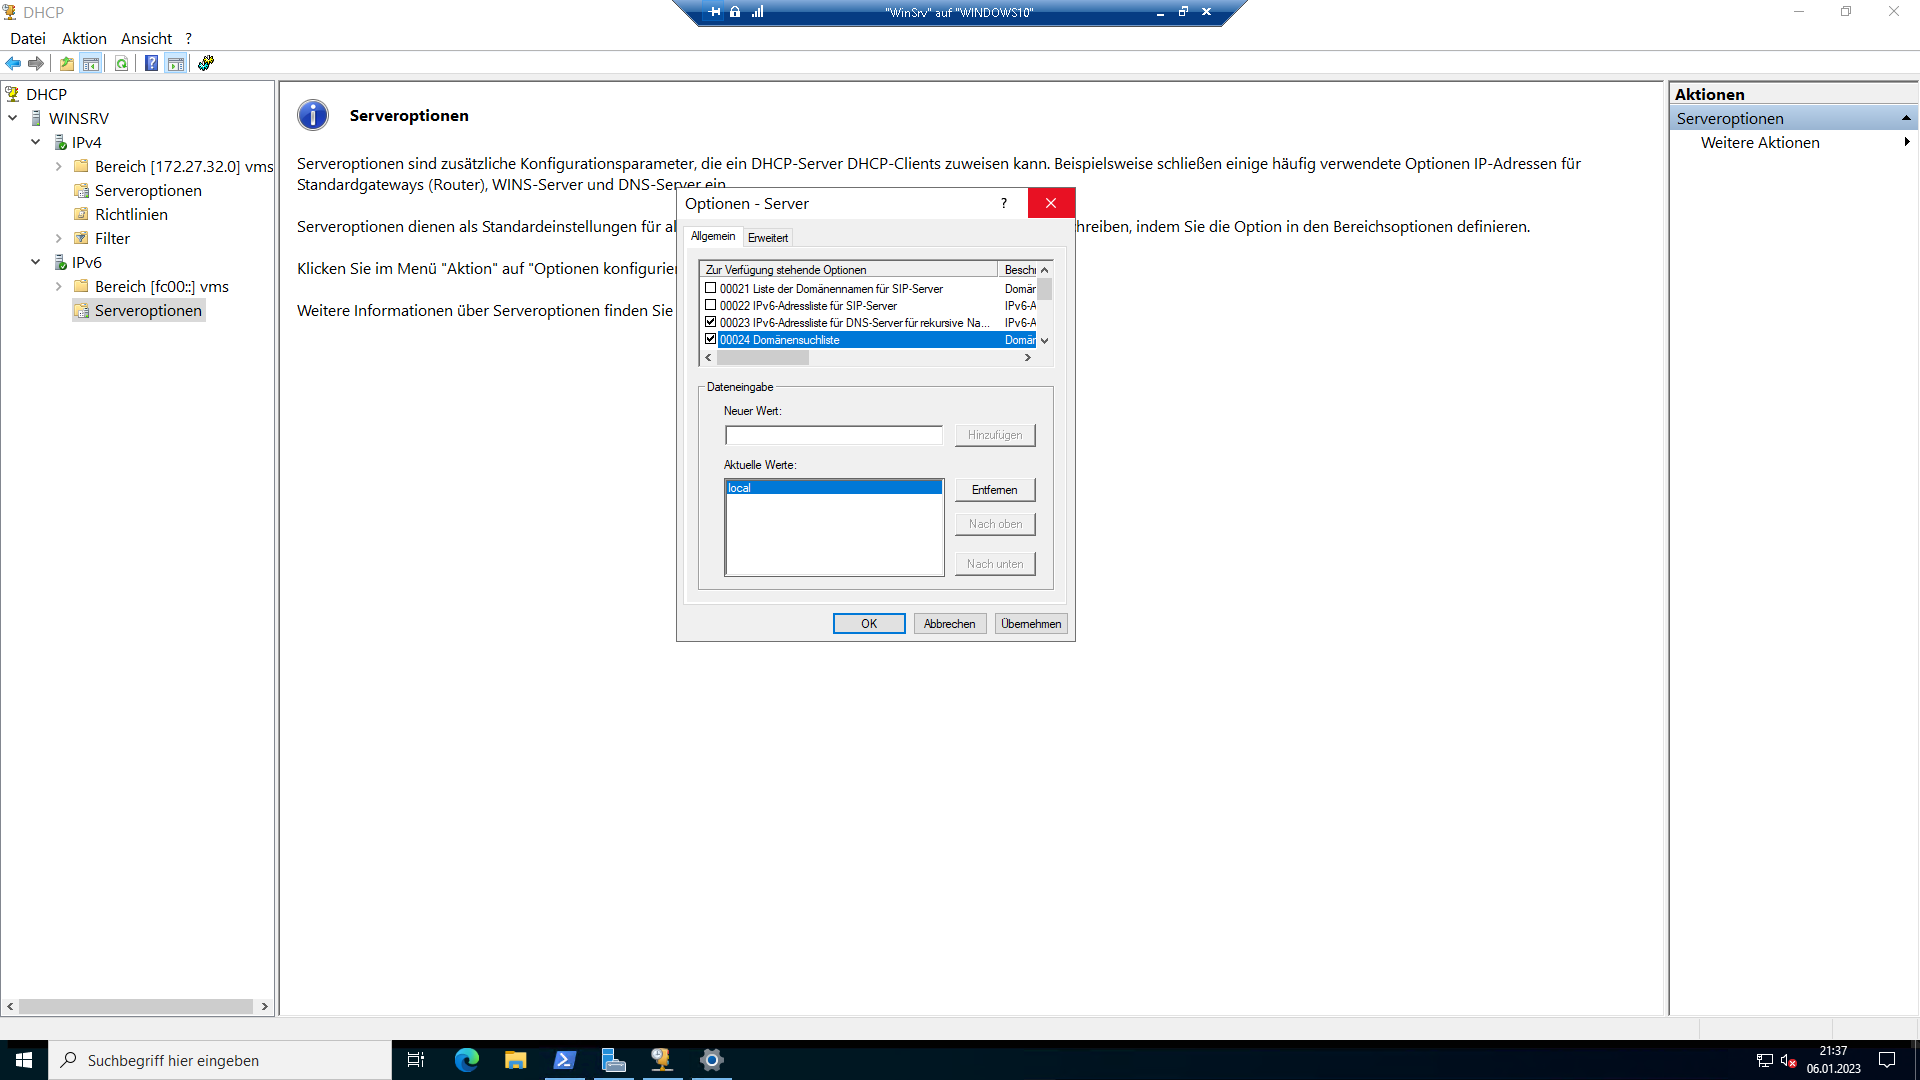 DHCP
"WinSrv" auf "WINDOWS10"
Datei Aktion Ansicht ?
DHCP
WINSRV
IPv4
Bereich [172.27.32.0] vms
Serveroptionen
Richtlinien
Filter
IPv6
Bereich [fc00::] vms
Serveroptionen
Serveroptionen
Serveroptionen sind zusätzliche Konfigurationsparameter, die ein DHCP-Server DHCP-Clients zuweisen kann. Beispielsweise schließen einige häufig verwendete Optionen IP-Adressen für
Standardgateways (Router), WINS-Server und DNS-Server ein.
Serveroptionen dienen als Standardeinstellungen für al
chreiben, indem Sie die Option in den Bereichsoptionen definieren.
Klicken Sie im Menü "Aktion" auf "Optionen konfigurier
Weitere Informationen über Serveroptionen finden Sie
Optionen - Server
?
Allgemein Erweitert
Zur Verfügung stehende Optionen Beschr
00021 Liste der Domänennamen für SIP-Server Domär
00022 IPv6-Adressliste für SIP-Server IPv6-A
00023 IPv6-Adressliste für DNS-Server für rekursive Na... IPv6-A
00024 Domänensuchliste Domär
Dateneingabe
Neuer Wert:
Hinzufügen
Aktuelle Werte:
local
Entfernen
Nach oben
Nach unten
OK Abbrechen Übernehmen
Aktionen
Serveroptionen
Weitere Aktionen
Suchbegriff hier eingeben
21:37
06.01.2023